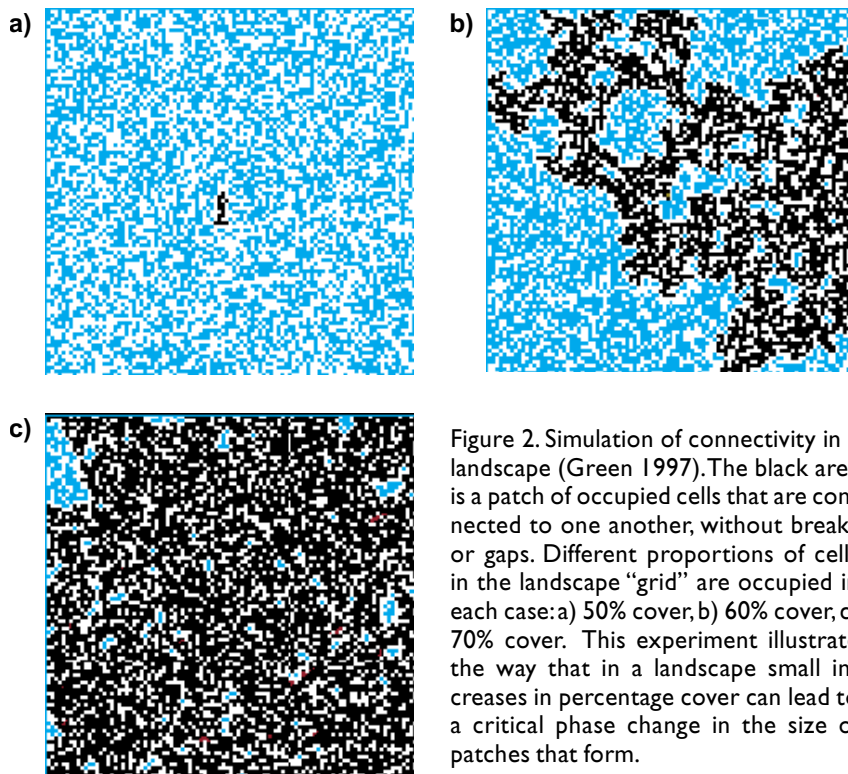 a)
b)
c)
Figure 2. Simulation of connectivity in
landscape (Green 1997). The black are
is a patch of occupied cells that are con
nected to one another, without break
or gaps. Different proportions of cell
in the landscape “grid” are occupied in
each case: a) 50% cover, b) 60% cover, c
70% cover. This experiment illustrate
the way that in a landscape small in-
creases in percentage cover can lead to
a critical phase change in the size o
patches that form.